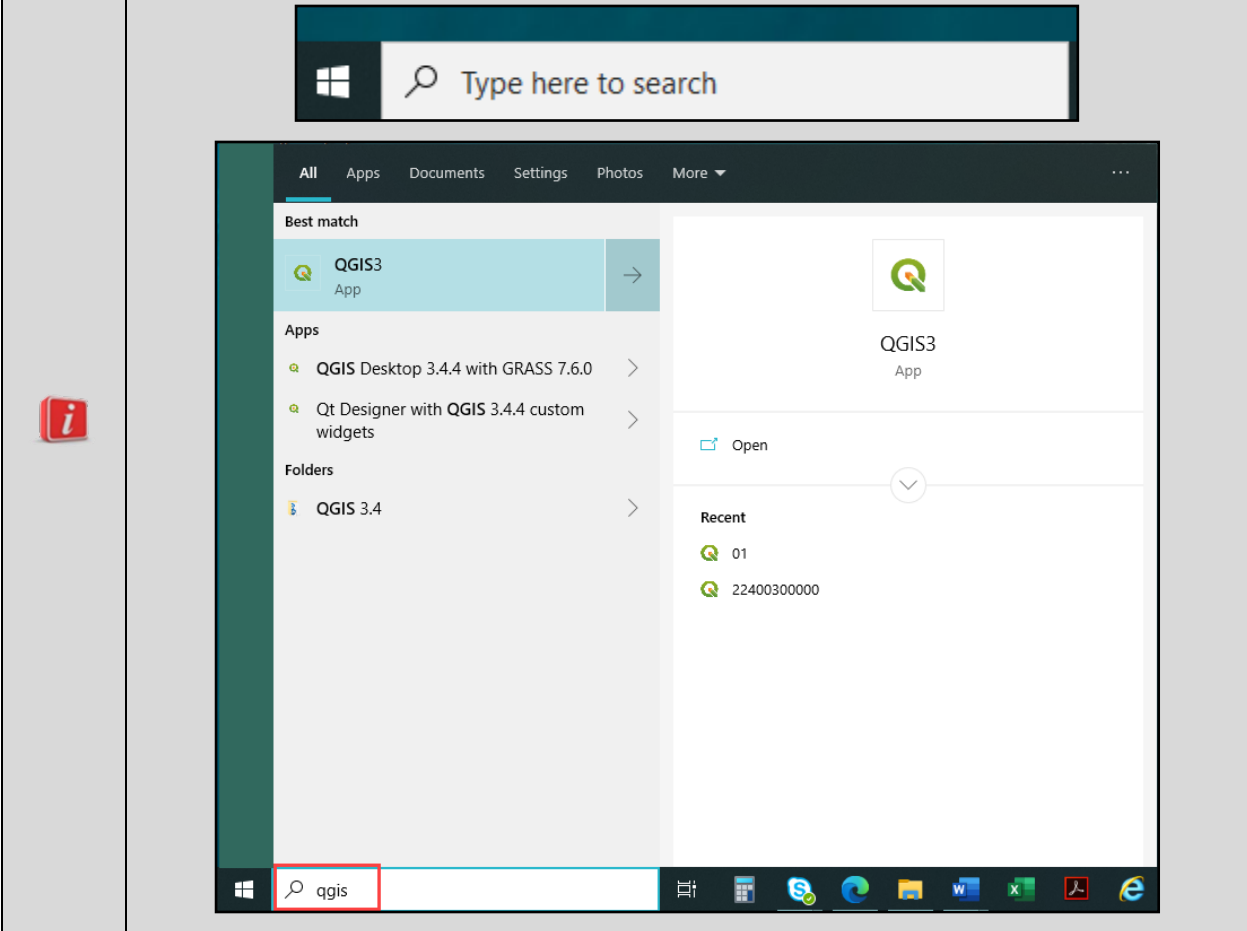 Type here to search
All Apps Documents Settings Photos More ...
Best match
QGIS3
App
Apps
QGIS Desktop 3.4.4 with GRASS 7.6.0
Qt Designer with QGIS 3.4.4 custom
widgets
Folders
QGIS 3.4
QGIS3
App
Open
Recent
01
22400300000
i
qgis